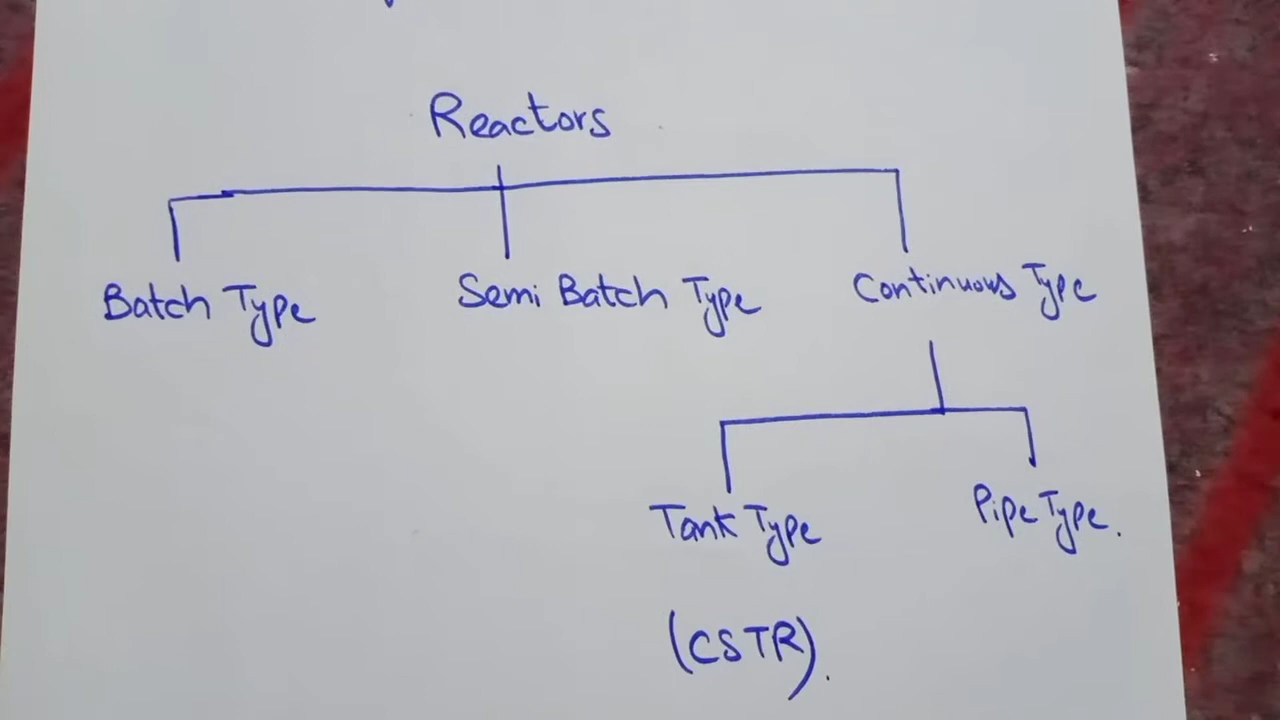 Reactors
Batch Type
Semi Batch Type
Continuous Type
Tank Type
Pipe Type.
(CSTR).